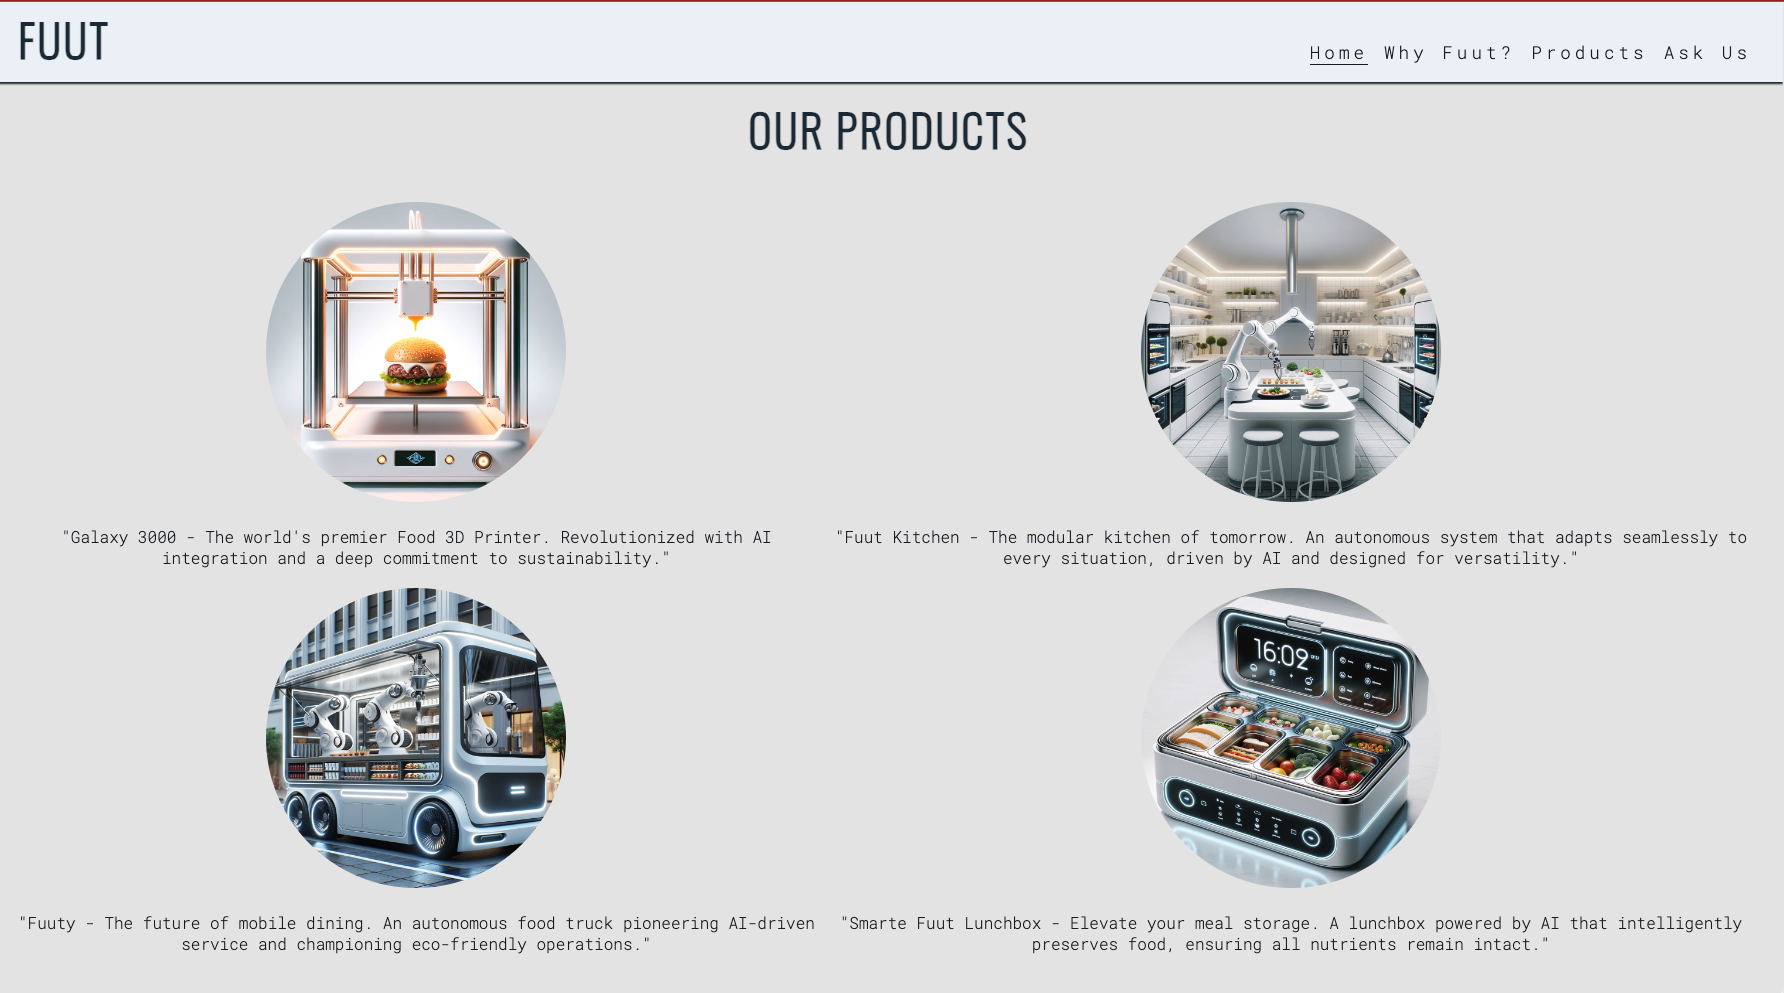 FUUT
Home Why Fuut? Products Ask Us
OUR PRODUCTS
"Galaxy 3000 - The world's premier Food 3D Printer. Revolutionized with AI
integration and a deep commitment to sustainability."
"Fuut Kitchen - The modular kitchen of tomorrow. An autonomous system that adapts seamlessly to
every situation, driven by AI and designed for versatility."
16:02
"Fuuty - The future of mobile dining. An autonomous food truck pioneering AI-driven
service and championing eco-friendly operations."
"Smarte Fuut Lunchbox - Elevate your meal storage. A lunchbox powered by AI that intelligently
preserves food, ensuring all nutrients remain intact."